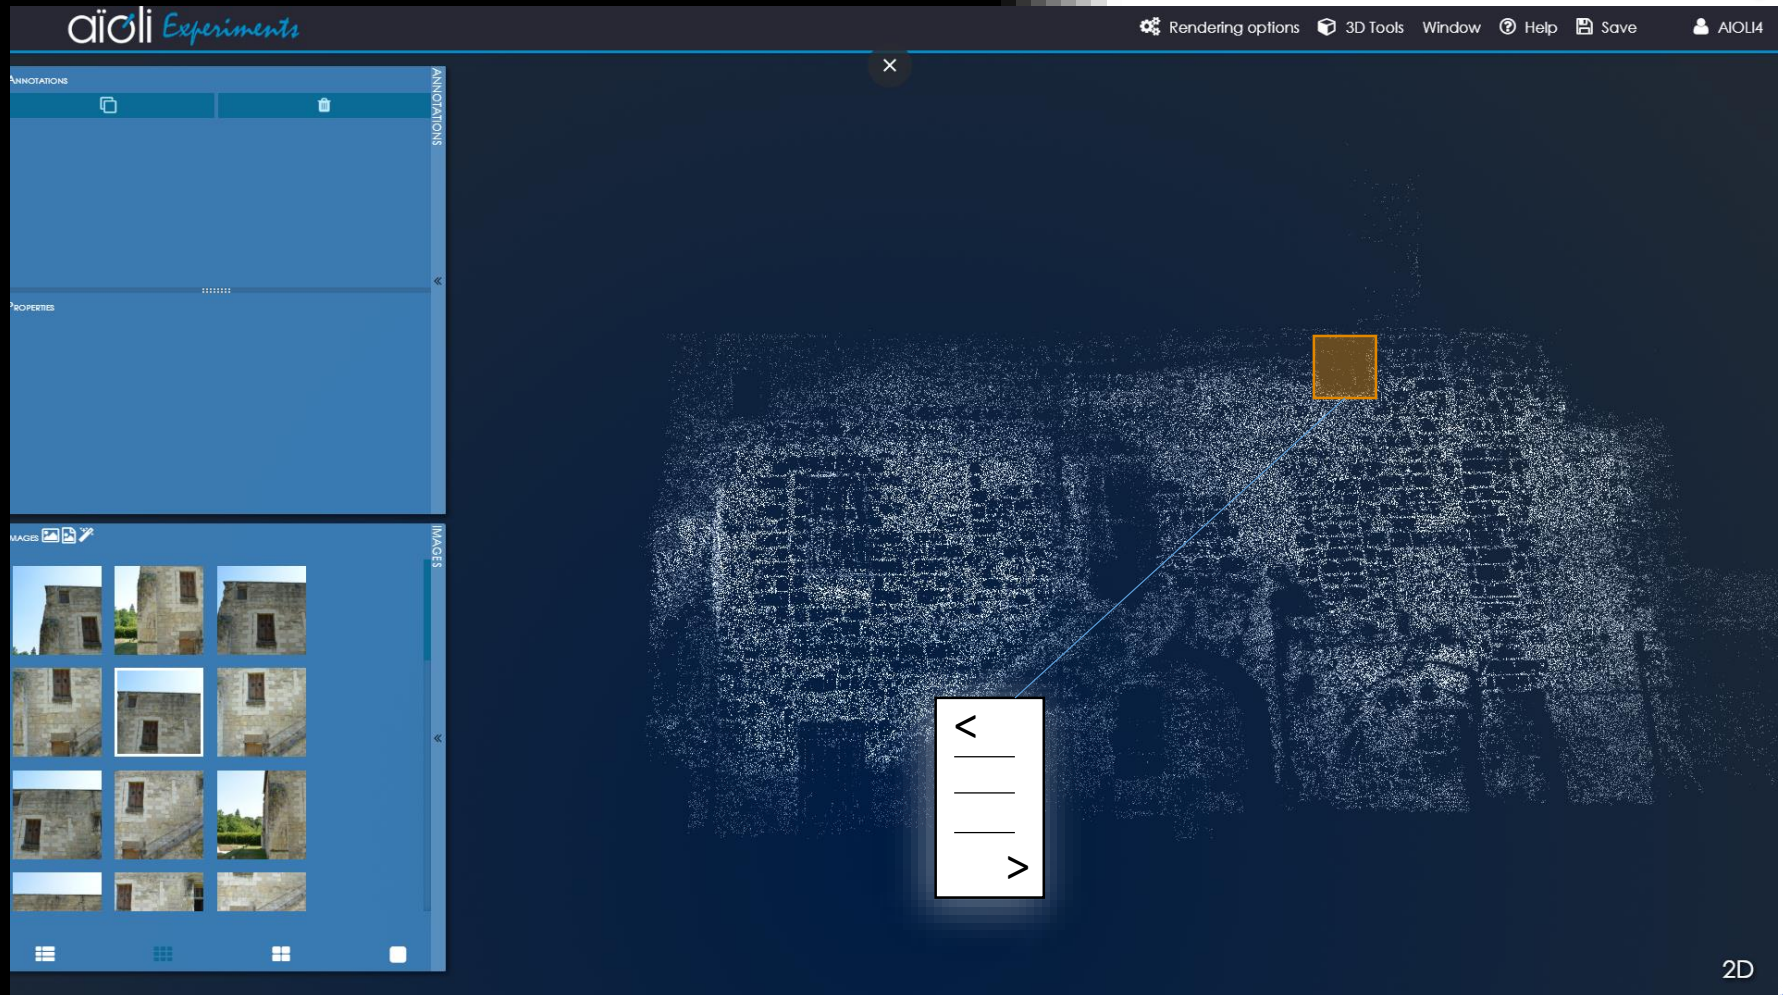 aïoli Experiments
Rendering options 3D Tools Window Help Save AIOLI4
ANNOTATIONS
ANNOTATIONS
PROPERTIES
IMAGES
IMAGES
<
>
2D